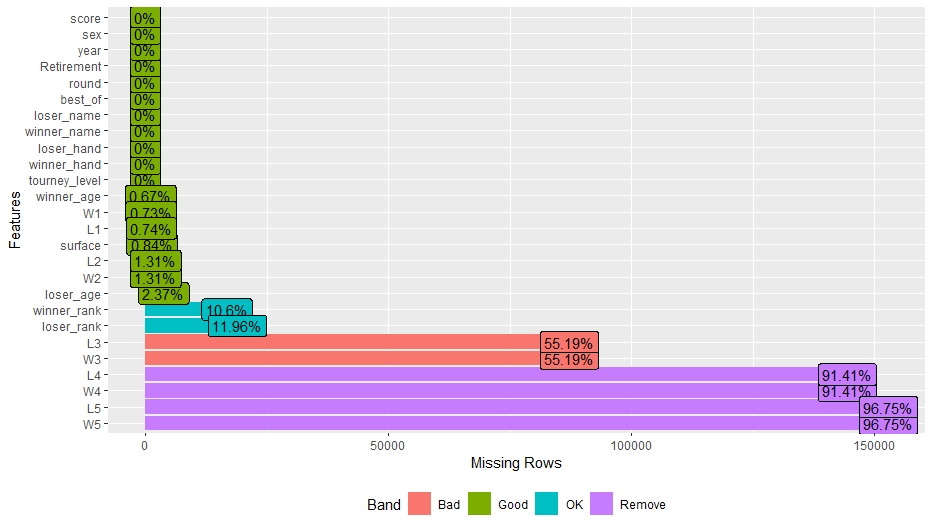 score 0%
sex 0%
year 0%
Retirement 0%
round 0%
best_of 0%
loser_name 0%
winner_name 0%
loser_hand 0%
winner_hand 0%
tourney_level 0%
winner_age 0.67%
W1 0.73%
L1 0.74%
surface 0.84%
L2 1.31%
W2 1.31%
loser_age 2.37%
winner_rank 10.6%
loser_rank 11.96%
L3 55.19%
W3 55.19%
L4 91.41%
W4 91.41%
L5 96.75%
W5 96.75%
Features
0 50000 100000 150000
Missing Rows
Band Bad Good OK Remove